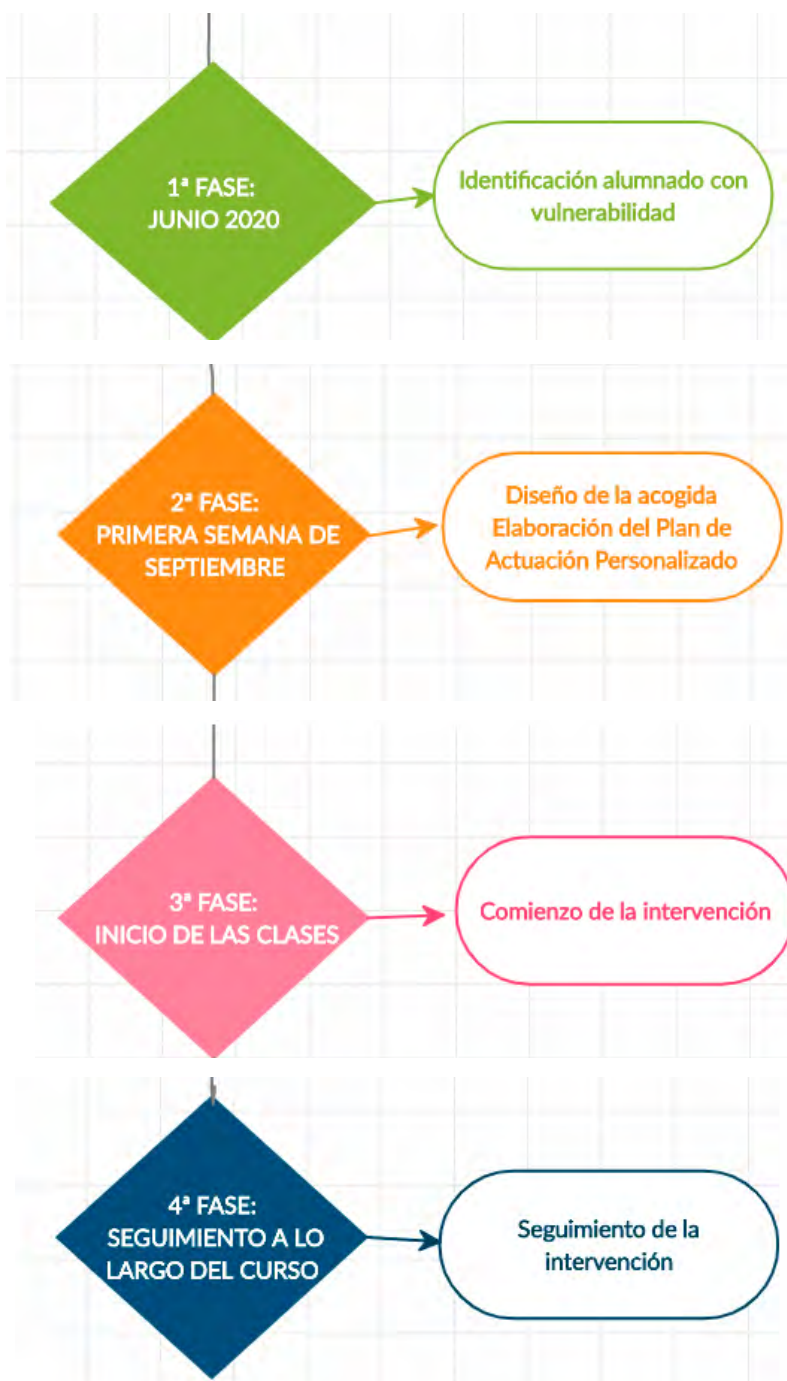 1ª FASE:
JUNIO 2020
Identificación alumnado con
vulnerabilidad
2ª FASE:
PRIMERA SEMANA DE
SEPTIEMBRE
Diseño de la acogida
Elaboración del Plan de
Actuación Personalizado
3ª FASE:
INICIO DE LAS CLASES
Comienzo de la intervención
4ª FASE:
SEGUIMIENTO A LO
LARGO DEL CURSO
Seguimiento de la
intervención